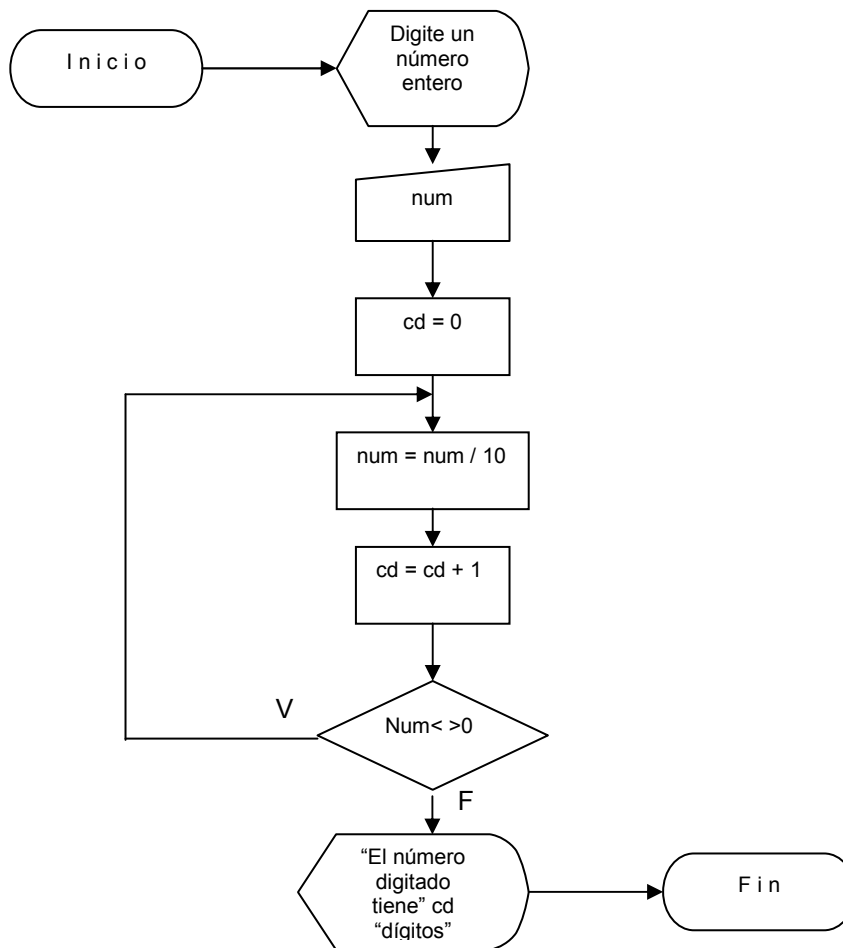 I n i c i o
Digite un
número
entero
num
cd = 0
num = num / 10
cd = cd + 1
V
Num< >0
F
“El número
digitado
tiene” cd
“dígitos”
F i n